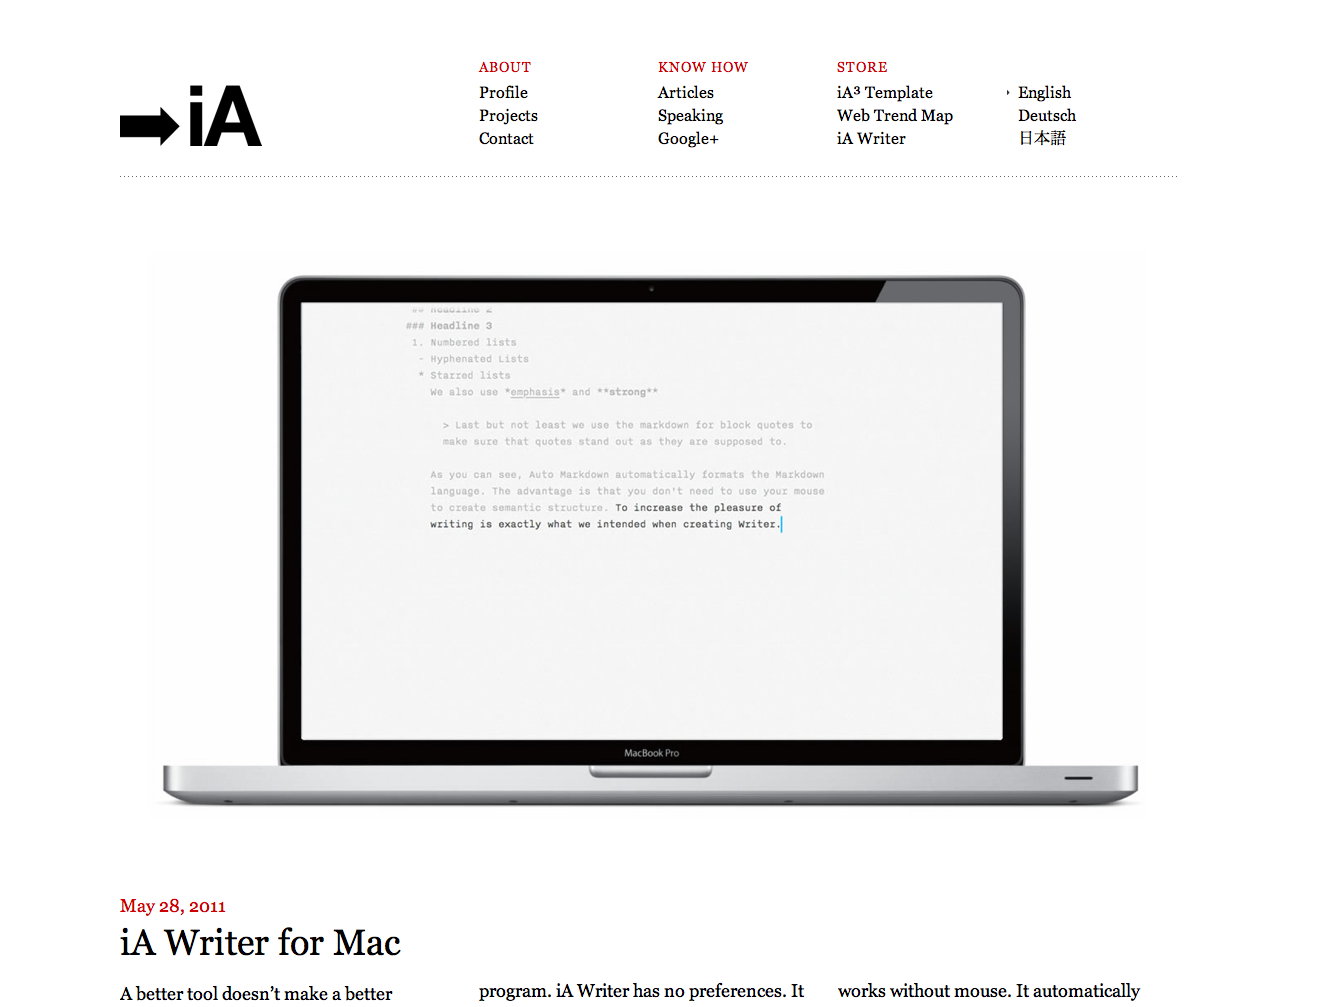 iA
ABOUT
Profile
Projects
Contact
KNOW HOW
Articles
Speaking
Google+
STORE
iA³ Template
Web Trend Map
iA Writer
English
Deutsch
日本語
## Headline 2
### Headline 3
1. Numbered lists
- Hyphenated Lists
* Starred lists
We also use *emphasis* and **strong**
> Last but not least we use the markdown for block quotes to
make sure that quotes stand out as they are supposed to.
As you can see, Auto Markdown automatically formats the Markdown
language. The advantage is that you don't need to use your mouse
to create semantic structure. To increase the pleasure of
writing is exactly what we intended when creating Writer.
MacBook Pro
May 28, 2011
iA Writer for Mac
A better tool doesn’t make a better
program. iA Writer has no preferences. It
works without mouse. It automatically